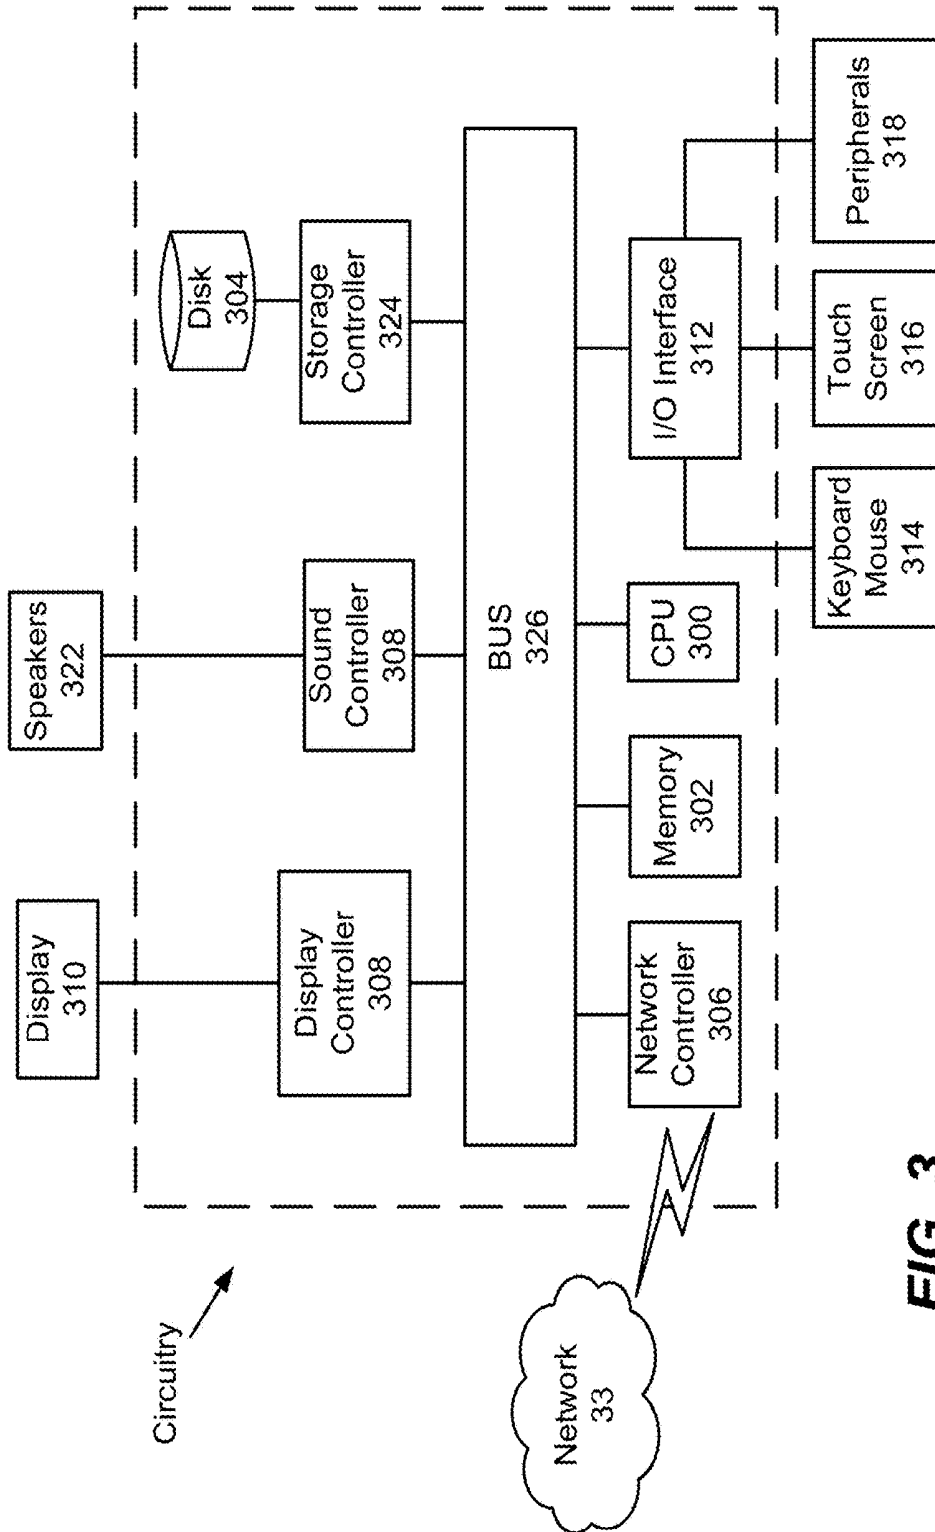 Speakers
322
Display
310
Disk
304
Storage
Controller
324
Sound
Controller
308
Display
Controller
308
BUS
326
I/O Interface
312
CPU
300
Memory
302
Network
Controller
306
Peripherals
318
Touch
Screen
316
Keyboard
Mouse
314
Circuitry
Network
33
FIG. 3